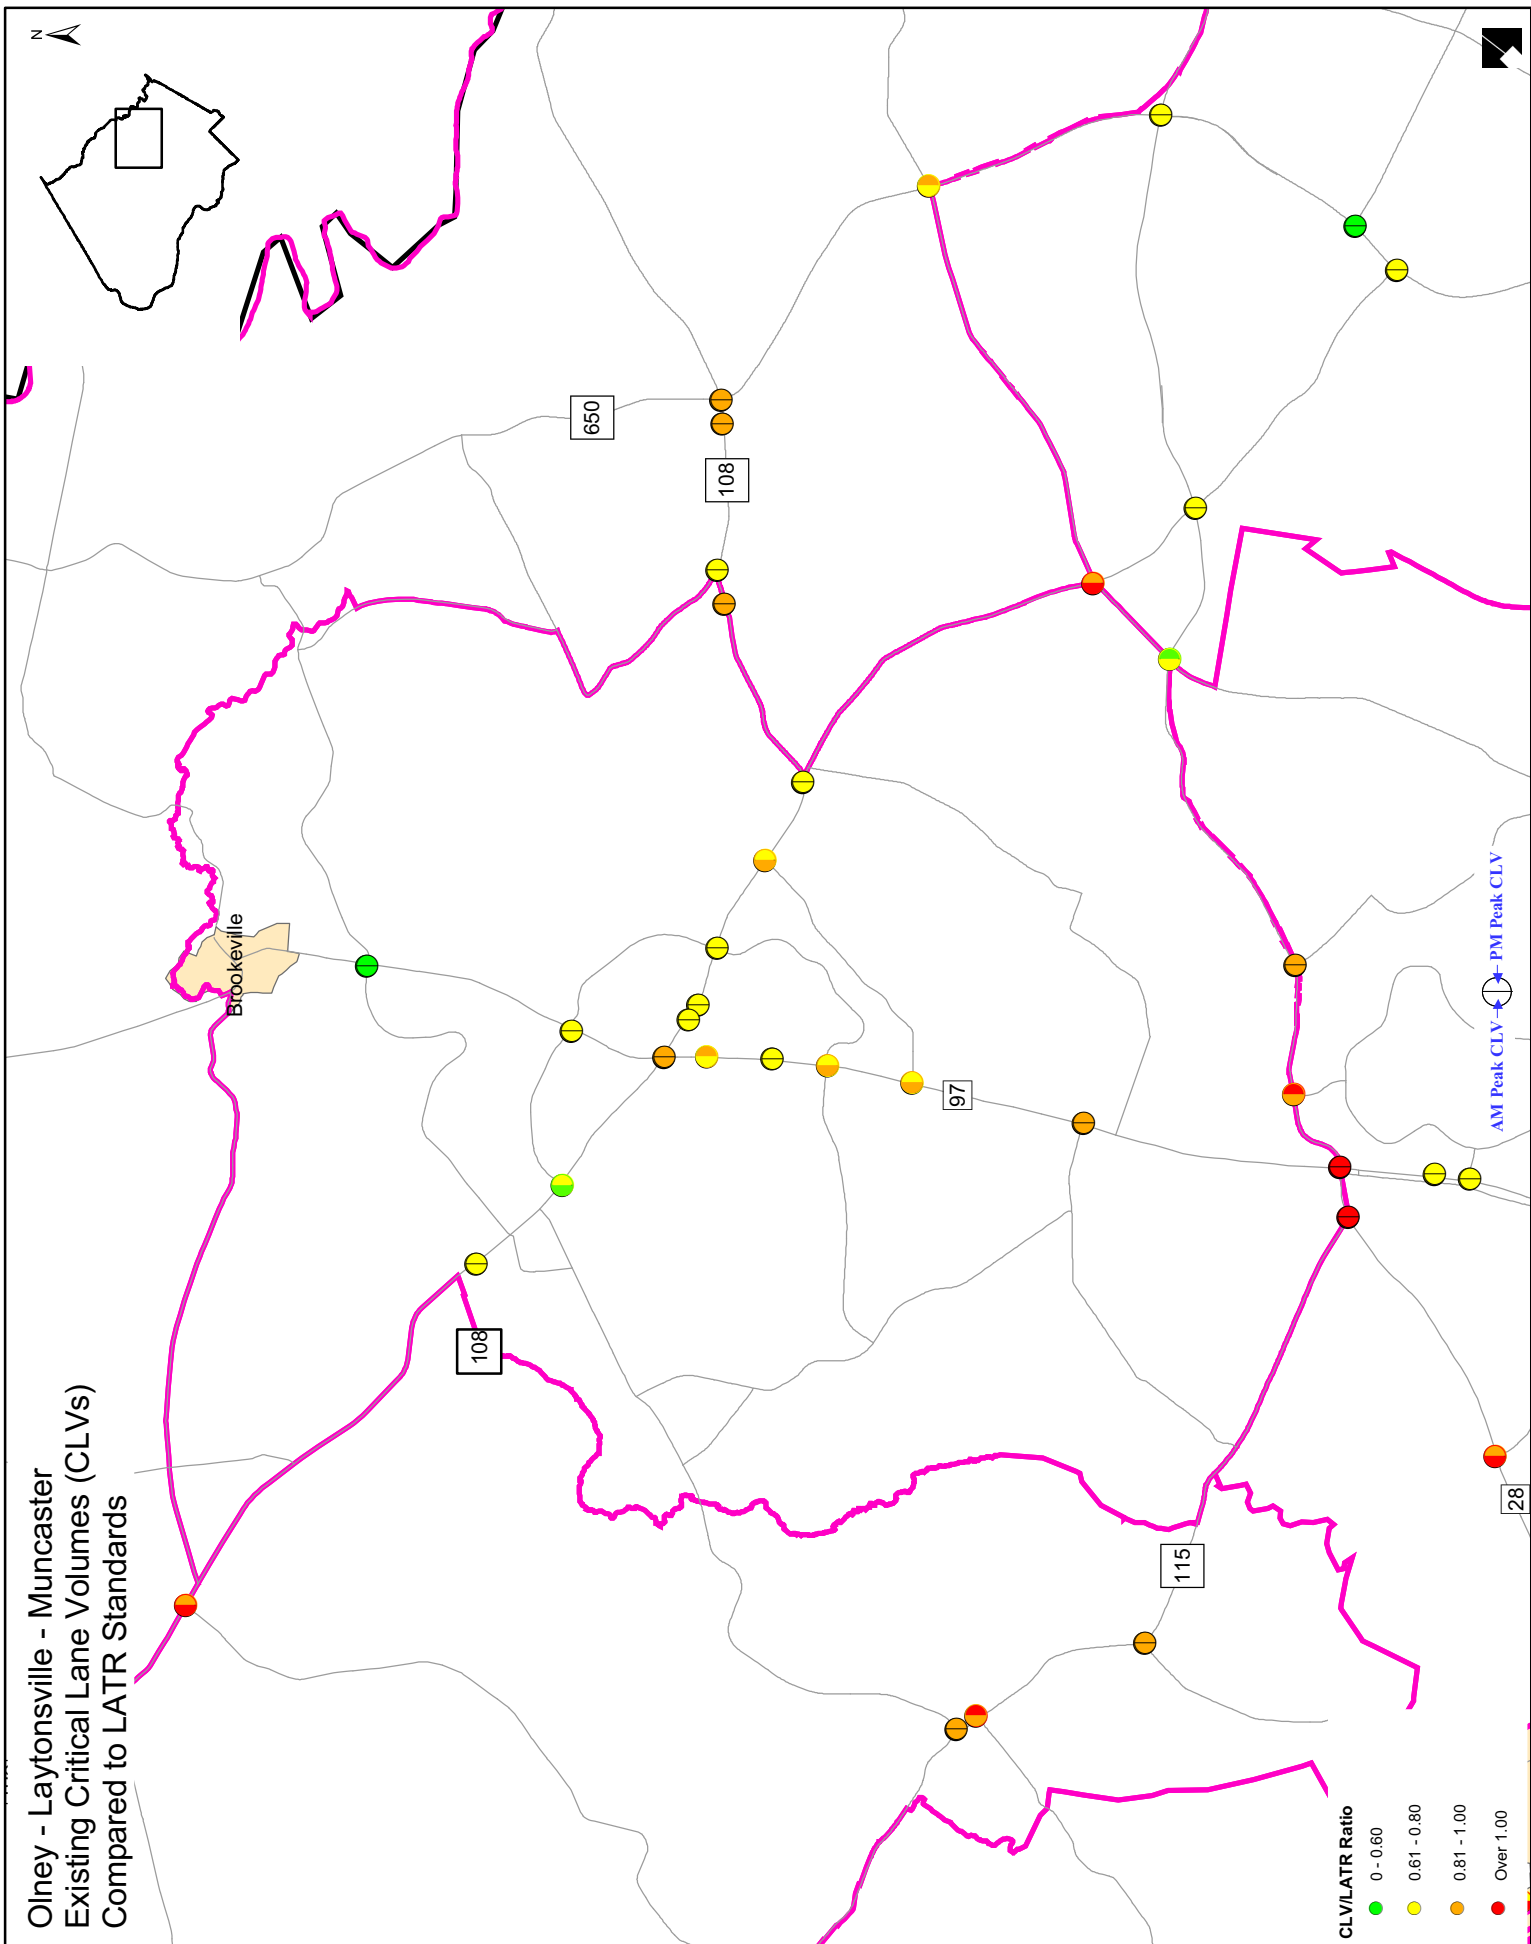 Olney - Laytonsville - Muncaster
Existing Critical Lane Volumes (CLVs)
Compared to LATR Standards
N
Brookeville
650
108
108
97
115
28
CLV/LATR Ratio
0 - 0.60
0.61 - 0.80
0.81 - 1.00
Over 1.00
AM Peak CLV
PM Peak CLV